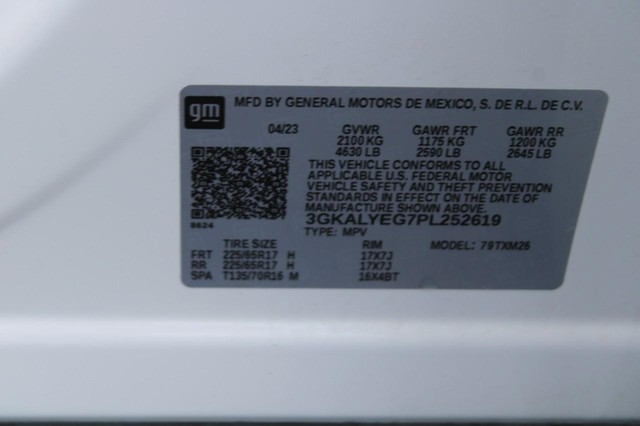 gm MFD BY GENERAL MOTORS DE MEXICO, S. DE R.L. DE C.V.
04/23 GVWR GAWR FRT GAWR RR
2100 KG 1175 KG 1200 KG
4630 LB 2590 LB 2645 LB
THIS VEHICLE CONFORMS TO ALL
APPLICABLE U.S. FEDERAL MOTOR
VEHICLE SAFETY AND THEFT PREVENTION
STANDARDS IN EFFECT ON THE DATE OF
MANUFACTURE SHOWN ABOVE.
8624 3GKALYEG7PL252619
TYPE: MPV
TIRE SIZE RIM MODEL: 79TXM26
FRT 225/65R17 H 17X7J
RR 225/65R17 H 17X7J
SPA T135/70R16 M 16X4BT